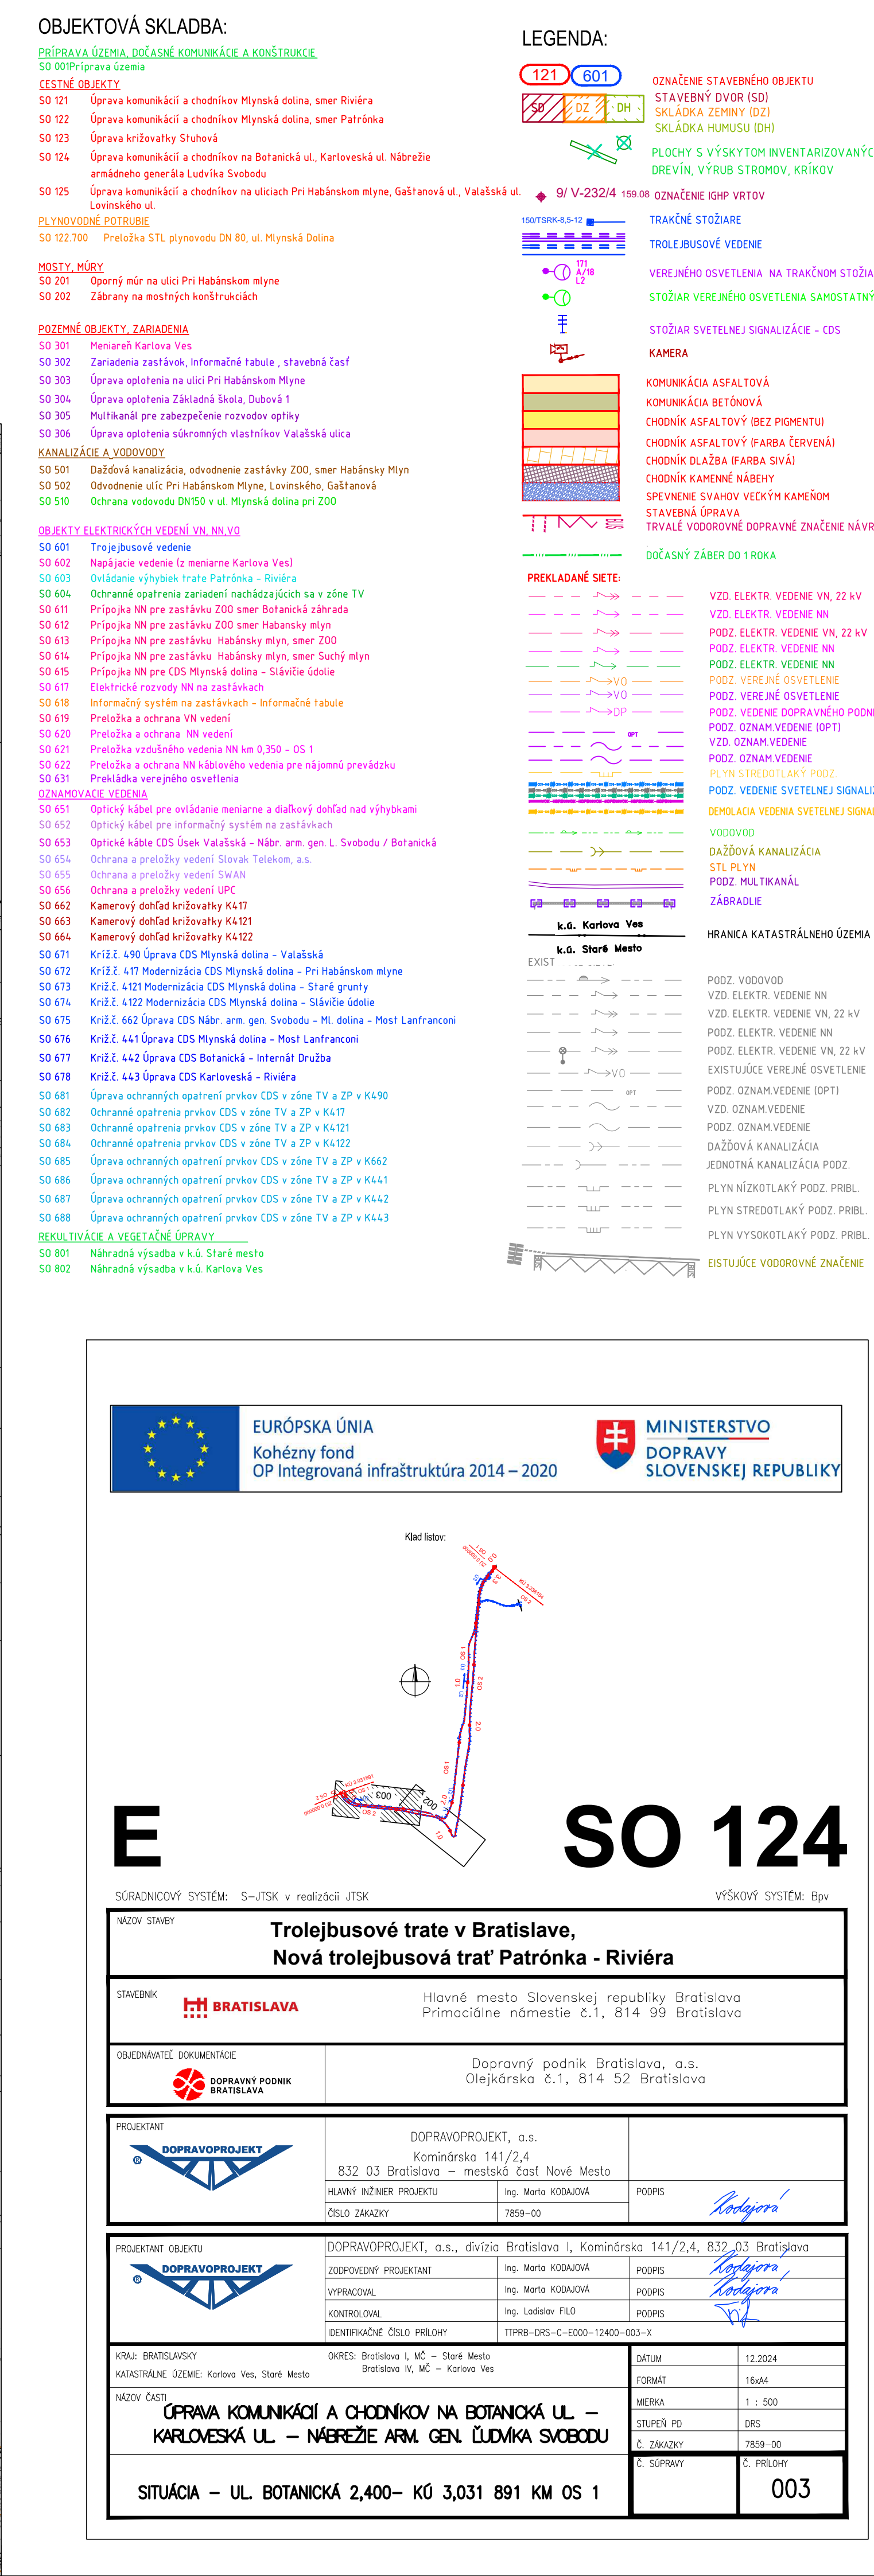 OBJEKTOVÁ SKLADBA:
PRÍPRAVA ÚZEMIA, DOČASNÉ KOMUNIKÁCIE A KONŠTRUKCIE
SO 001Príprava územia
CESTNÉ OBJEKTY
SO 121 Úprava komunikácií a chodníkov Mlynská dolina, smer Riviéra
SO 122 Úprava komunikácií a chodníkov Mlynská dolina, smer Patrónka
SO 123 Úprava križovatky Stuhová
SO 124 Úprava komunikácií a chodníkov na Botanická ul., Karloveská ul. Nábrežie
armádneho generála Ludvíka Svobodu
SO 125 Úprava komunikácií a chodníkov na uliciach Pri Habánskom mlyne, Gaštanová ul., Valašská ul.
Lovinského ul.
PLYNOVODNÉ POTRUBIE
SO 122.700 Preložka STL plynovodu DN 80, ul. Mlynská Dolina
MOSTY, MÚRY
SO 201 Oporný múr na ulici Pri Habánskom mlyne
SO 202 Zábrany na mostných konštrukciách
POZEMNÉ OBJEKTY, ZARIADENIA
SO 301 Meniareň Karlova Ves
SO 302 Zariadenia zastávok, Informačné tabule , stavebná časť
SO 303 Úprava oplotenia na ulici Pri Habánskom Mlyne
SO 304 Úprava oplotenia Základná škola, Dubová 1
SO 305 Multikanál pre zabezpečenie rozvodov optiky
SO 306 Úprava oplotenia súkromných vlastníkov Valašská ulica
KANALIZÁCIE A VODOVODY
SO 501 Dažďová kanalizácia, odvodnenie zastávky ZOO, smer Habánsky Mlyn
SO 502 Odvodnenie ulíc Pri Habánskom Mlyne, Lovinského, Gaštanová
SO 510 Ochrana vodovodu DN150 v ul. Mlynská dolina pri ZOO
OBJEKTY ELEKTRICKÝCH VEDENÍ VN, NN,VO
SO 601 Trojejbusové vedenie
SO 602 Napájacie vedenie (z meniarne Karlova Ves)
SO 603 Ovládanie výhybiek trate Patrónka - Riviéra
SO 604 Ochranné opatrenia zariadení nachádzajúcich sa v zóne TV
SO 611 Prípojka NN pre zastávku ZOO smer Botanická záhrada
SO 612 Prípojka NN pre zastávku ZOO smer Habansky mlyn
SO 613 Prípojka NN pre zastávku Habánsky mlyn, smer ZOO
SO 614 Prípojka NN pre zastávku Habánsky mlyn, smer Suchý mlyn
SO 615 Prípojka NN pre CDS Mlynská dolina - Slávičie údolie
SO 617 Elektrické rozvody NN na zastávkach
SO 618 Informačný systém na zastávkach - Informačné tabule
SO 619 Preložka a ochrana VN vedení
SO 620 Preložka a ochrana NN vedení
SO 621 Preložka vzdušného vedenia NN km 0,350 - OS 1
SO 622 Preložka a ochrana NN káblového vedenia pre nájomnú prevádzku
SO 631 Prekládka verejného osvetlenia
OZNAMOVACIE VEDENIA
SO 651 Optický kábel pre ovládanie meniarne a diaľkový dohľad nad výhybkami
SO 652 Optický kábel pre informačný systém na zastávkach
SO 653 Optické káble CDS Úsek Valašská - Nábr. arm. gen. L. Svobodu / Botanická
SO 654 Ochrana a preložky vedení Slovak Telekom, a.s.
SO 655 Ochrana a preložky vedení SWAN
SO 656 Ochrana a preložky vedení UPC
SO 662 Kamerový dohľad križovatky K417
SO 663 Kamerový dohľad križovatky K4121
SO 664 Kamerový dohľad križovatky K4122
SO 671 Kríž.č. 490 Úprava CDS Mlynská dolina - Valašská
SO 672 Kríž.č. 417 Modernizácia CDS Mlynská dolina - Pri Habánskom mlyne
SO 673 Križ.č. 4121 Modernizácia CDS Mlynská dolina - Staré grunty
SO 674 Križ.č. 4122 Modernizácia CDS Mlynská dolina - Slávičie údolie
SO 675 Križ.č. 662 Úprava CDS Nábr. arm. gen. Svobodu - Ml. dolina - Most Lanfranconi
SO 676 Križ.č. 441 Úprava CDS Mlynská dolina - Most Lanfranconi
SO 677 Križ.č. 442 Úprava CDS Botanická - Internát Družba
SO 678 Križ.č. 443 Úprava CDS Karloveská - Riviéra
SO 681 Úprava ochranných opatrení prvkov CDS v zóne TV a ZP v K490
SO 682 Ochranné opatrenia prvkov CDS v zóne TV a ZP v K417
SO 683 Ochranné opatrenia prvkov CDS v zóne TV a ZP v K4121
SO 684 Ochranné opatrenia prvkov CDS v zóne TV a ZP v K4122
SO 685 Úprava ochranných opatrení prvkov CDS v zóne TV a ZP v K662
SO 686 Úprava ochranných opatrení prvkov CDS v zóne TV a ZP v K441
SO 687 Úprava ochranných opatrení prvkov CDS v zóne TV a ZP v K442
SO 688 Úprava ochranných opatrení prvkov CDS v zóne TV a ZP v K443
REKULTIVÁCIE A VEGETAČNÉ ÚPRAVY
SO 801 Náhradná výsadba v k.ú. Staré mesto
SO 802 Náhradná výsadba v k.ú. Karlova Ves
LEGENDA:
121 601 OZNAČENIE STAVEBNÉHO OBJEKTU
SD DZ DH STAVEBNÝ DVOR (SD)
SKLÁDKA ZEMINY (DZ)
SKLÁDKA HUMUSU (DH)
PLOCHY S VÝSKYTOM INVENTARIZOVANÝC
DREVÍN, VÝRUB STROMOV, KRÍKOV
9/ V-232/4 159.08 OZNAČENIE IGHP VRTOV
150/TSRK-8,5-12 TRAKČNÉ STOŽIARE
TROLEJBUSOVÉ VEDENIE
171
A/18
L2
VEREJNÉHO OSVETLENIA NA TRAKČNOM STOŽIA
STOŽIAR VEREJNÉHO OSVETLENIA SAMOSTATNÝ
STOŽIAR SVETELNEJ SIGNALIZÁCIE - CDS
KAMERA
KOMUNIKÁCIA ASFALTOVÁ
KOMUNIKÁCIA BETÓNOVÁ
CHODNÍK ASFALTOVÝ (BEZ PIGMENTU)
CHODNÍK ASFALTOVÝ (FARBA ČERVENÁ)
CHODNÍK DLAŽBA (FARBA SIVÁ)
CHODNÍK KAMENNÉ NÁBEHY
SPEVNENIE SVAHOV VEĽKÝM KAMEŇOM
STAVEBNÁ ÚPRAVA
TRVALÉ VODOROVNÉ DOPRAVNÉ ZNAČENIE NÁVR
DOČASNÝ ZÁBER DO 1 ROKA
PREKLADANÉ SIETE:
VZD. ELEKTR. VEDENIE VN, 22 kV
VZD. ELEKTR. VEDENIE NN
PODZ. ELEKTR. VEDENIE VN, 22 kV
PODZ. ELEKTR. VEDENIE NN
PODZ. ELEKTR. VEDENIE NN
VO PODZ. VEREJNÉ OSVETLENIE
VO PODZ. VEREJNÉ OSVETLENIE
DP PODZ. VEDENIE DOPRAVNÉHO PODNI
OPT PODZ. OZNAM.VEDENIE (OPT)
VZD. OZNAM.VEDENIE
PODZ. OZNAM.VEDENIE
PLYN STREDOTLAKÝ PODZ.
PODZ. VEDENIE SVETELNEJ SIGNALIZ
DEMOLACIA VEDENIA SVETELNEJ SIGNAL
VODOVOD
DAŽĎOVÁ KANALIZÁCIA
STL PLYN
PODZ. MULTIKANÁL
ZÁBRADLIE
k.ú. Karlova Ves
HRANICA KATASTRÁLNEHO ÚZEMIA
k.ú. Staré Mesto
EXIST
PODZ. VODOVOD
VZD. ELEKTR. VEDENIE NN
VZD. ELEKTR. VEDENIE VN, 22 kV
PODZ. ELEKTR. VEDENIE NN
PODZ. ELEKTR. VEDENIE VN, 22 kV
VO EXISTUJÚCE VEREJNÉ OSVETLENIE
OPT PODZ. OZNAM.VEDENIE (OPT)
VZD. OZNAM.VEDENIE
PODZ. OZNAM.VEDENIE
DAŽĎOVÁ KANALIZÁCIA
JEDNOTNÁ KANALIZÁCIA PODZ.
PLYN NÍZKOTLAKÝ PODZ. PRIBL.
PLYN STREDOTLAKÝ PODZ. PRIBL.
PLYN VYSOKOTLAKÝ PODZ. PRIBL.
EISTUJÚCE VODOROVNÉ ZNAČENIE
EURÓPSKA ÚNIA
Kohézny fond
OP Integrovaná infraštruktúra 2014 – 2020
MINISTERSTVO
DOPRAVY
SLOVENSKEJ REPUBLIKY
Klad listov:
OS 1
OS 2
1.0
2.0
OS 1
003
002
OS 2
2.0
1.0
E
SO 124
SÚRADNICOVÝ SYSTÉM: S-JTSK v realizácii JTSK
VÝŠKOVÝ SYSTÉM: Bpv
NÁZOV STAVBY
Trolejbusové trate v Bratislave,
Nová trolejbusová trať Patrónka - Riviéra
STAVEBNÍK
BRATISLAVA
Hlavné mesto Slovenskej republiky Bratislava
Primaciálne námestie č.1, 814 99 Bratislava
OBJEDNÁVATEĽ DOKUMENTÁCIE
DOPRAVNÝ PODNIK
BRATISLAVA
Dopravný podnik Bratislava, a.s.
Olejkárska č.1, 814 52 Bratislava
PROJEKTANT
DOPRAVOPROJEKT
®
DOPRAVOPROJEKT, a.s.
Kominárska 141/2,4
832 03 Bratislava – mestská časť Nové Mesto
HLAVNÝ INŽINIER PROJEKTU Ing. Marta KODAJOVÁ PODPIS Kodajová
ČÍSLO ZÁKAZKY 7859-00
PROJEKTANT OBJEKTU
DOPRAVOPROJEKT
®
DOPRAVOPROJEKT, a.s., divízia Bratislava I, Kominárska 141/2,4, 832 03 Bratislava
ZODPOVEDNÝ PROJEKTANT Ing. Marta KODAJOVÁ PODPIS Kodajová
VYPRACOVAL Ing. Marta KODAJOVÁ PODPIS Kodajová
KONTROLOVAL Ing. Ladislav FILO PODPIS
IDENTIFIKAČNÉ ČÍSLO PRÍLOHY TTPRB-DRS-C-E000-12400-003-X
KRAJ: BRATISLAVSKY
KATASTRÁLNE ÚZEMIE: Karlova Ves, Staré Mesto
OKRES: Bratislava I, MČ – Staré Mesto
Bratislava IV, MČ – Karlova Ves
DÁTUM 12.2024
FORMÁT 16xA4
MIERKA 1 : 500
STUPEŇ PD DRS
Č. ZÁKAZKY 7859-00
NÁZOV ČASTI
ÚPRAVA KOMUNIKÁCIÍ A CHODNÍKOV NA BOTANICKÁ UL. –
KARLOVESKÁ UL. – NÁBREŽIE ARM. GEN. ĽUDVÍKA SVOBODU
SITUÁCIA – UL. BOTANICKÁ 2,400– KÚ 3,031 891 KM OS 1
Č. SÚPRAVY
Č. PRÍLOHY
003